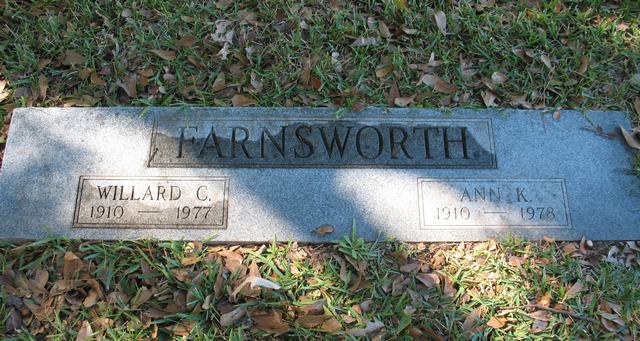 FARNSWORTH
WILLARD C.
1910 — 1977
ANN K.
1910 — 1978